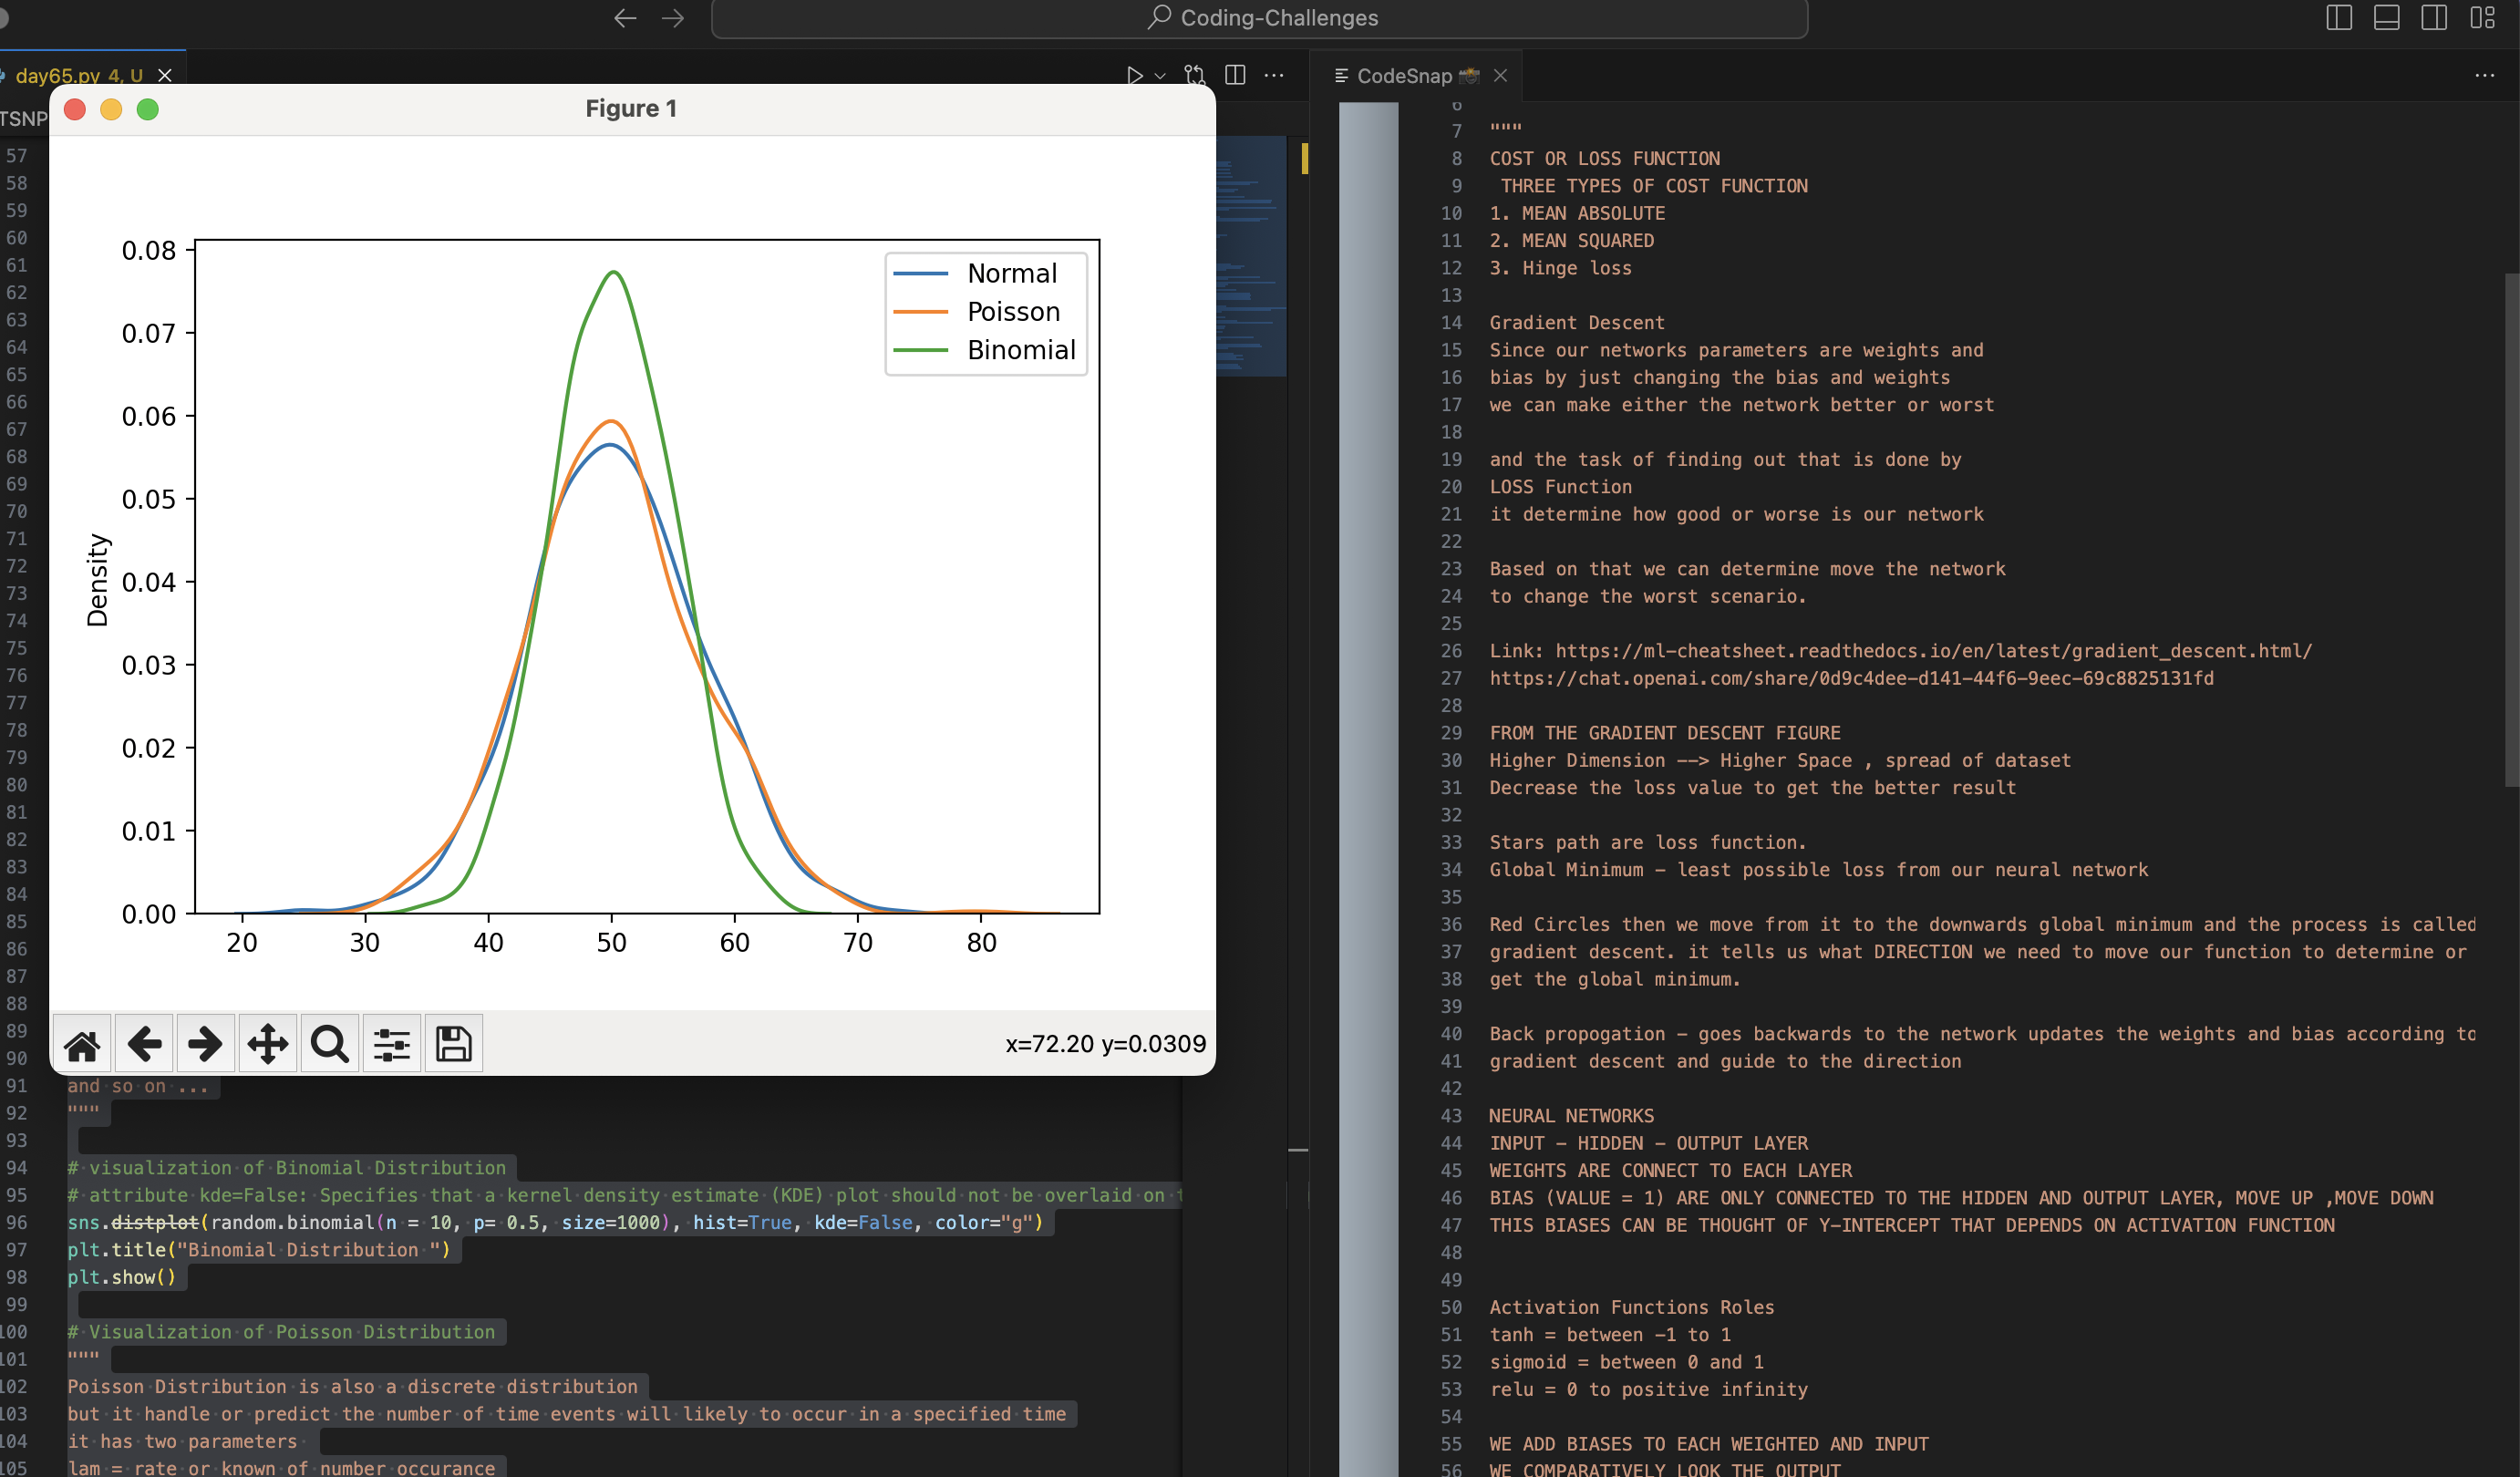 Coding-Challenges
day65.py 4, U
CodeSnap
TSNP
Figure 1
0.08
0.07
0.06
0.05
0.04
0.03
0.02
0.01
0.00
Density
20 30 40 50 60 70 80
Normal
Poisson
Binomial
x=72.20 y=0.0309
57
58
59
60
61
62
63
64
65
66
67
68
69
70
71
72
73
74
75
76
77
78
79
80
81
82
83
84
85
86
87
88
89
90
91 and so on ...
92 """
93
94 # visualization of Binomial Distribution
95 # attribute kde=False: Specifies that a kernel density estimate (KDE) plot should not be overlaid on
96 sns.distplot(random.binomial(n = 10, p= 0.5, size=1000), hist=True, kde=False, color="g")
97 plt.title("Binomial Distribution ")
98 plt.show()
99
100 # Visualization of Poisson Distribution
101 """
102 Poisson Distribution is also a discrete distribution
103 but it handle or predict the number of time events will likely to occur in a specified time
104 it has two parameters
105 lam = rate or known of number occurance
6
7 """
8 COST OR LOSS FUNCTION
9 THREE TYPES OF COST FUNCTION
10 1. MEAN ABSOLUTE
11 2. MEAN SQUARED
12 3. Hinge loss
13
14 Gradient Descent
15 Since our networks parameters are weights and
16 bias by just changing the bias and weights
17 we can make either the network better or worst
18
19 and the task of finding out that is done by
20 LOSS Function
21 it determine how good or worse is our network
22
23 Based on that we can determine move the network
24 to change the worst scenario.
25
26 Link: https://ml-cheatsheet.readthedocs.io/en/latest/gradient_descent.html/
27 https://chat.openai.com/share/0d9c4dee-d141-44f6-9eec-69c8825131fd
28
29 FROM THE GRADIENT DESCENT FIGURE
30 Higher Dimension --> Higher Space , spread of dataset
31 Decrease the loss value to get the better result
32
33 Stars path are loss function.
34 Global Minimum - least possible loss from our neural network
35
36 Red Circles then we move from it to the downwards global minimum and the process is called
37 gradient descent. it tells us what DIRECTION we need to move our function to determine or
38 get the global minimum.
39
40 Back propogation - goes backwards to the network updates the weights and bias according to
41 gradient descent and guide to the direction
42
43 NEURAL NETWORKS
44 INPUT - HIDDEN - OUTPUT LAYER
45 WEIGHTS ARE CONNECT TO EACH LAYER
46 BIAS (VALUE = 1) ARE ONLY CONNECTED TO THE HIDDEN AND OUTPUT LAYER, MOVE UP ,MOVE DOWN
47 THIS BIASES CAN BE THOUGHT OF Y-INTERCEPT THAT DEPENDS ON ACTIVATION FUNCTION
48
49
50 Activation Functions Roles
51 tanh = between -1 to 1
52 sigmoid = between 0 and 1
53 relu = 0 to positive infinity
54
55 WE ADD BIASES TO EACH WEIGHTED AND INPUT
56 WE COMPARATIVELY LOOK THE OUTPUT